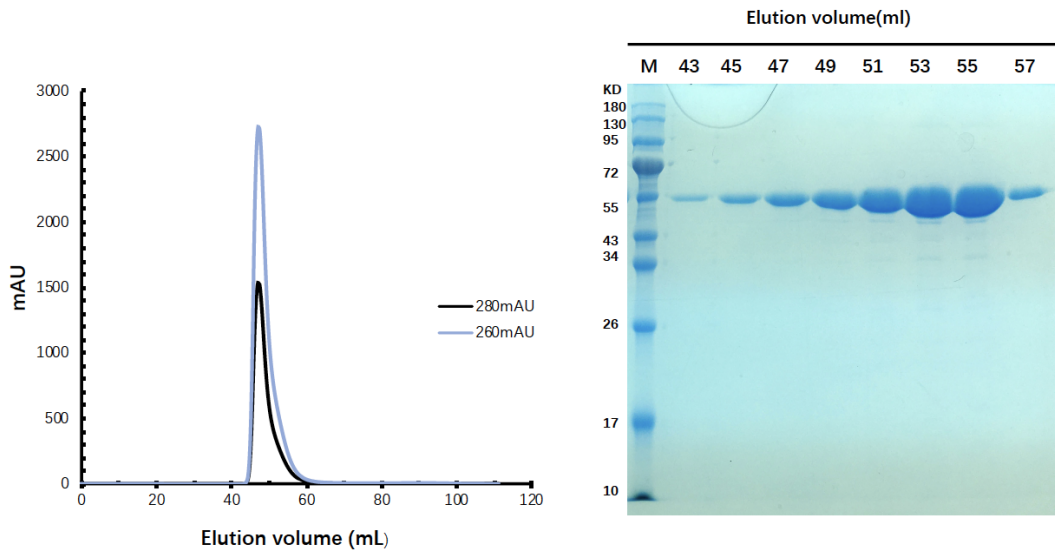 Elution volume(ml)
M 43 45 47 49 51 53 55 57
KD
180
130
95
72
55
43
34
26
17
10
3000
2500
2000
1500
1000
500
0
mAU
280mAU
260mAU
0 20 40 60 80 100 120
Elution volume (mL)